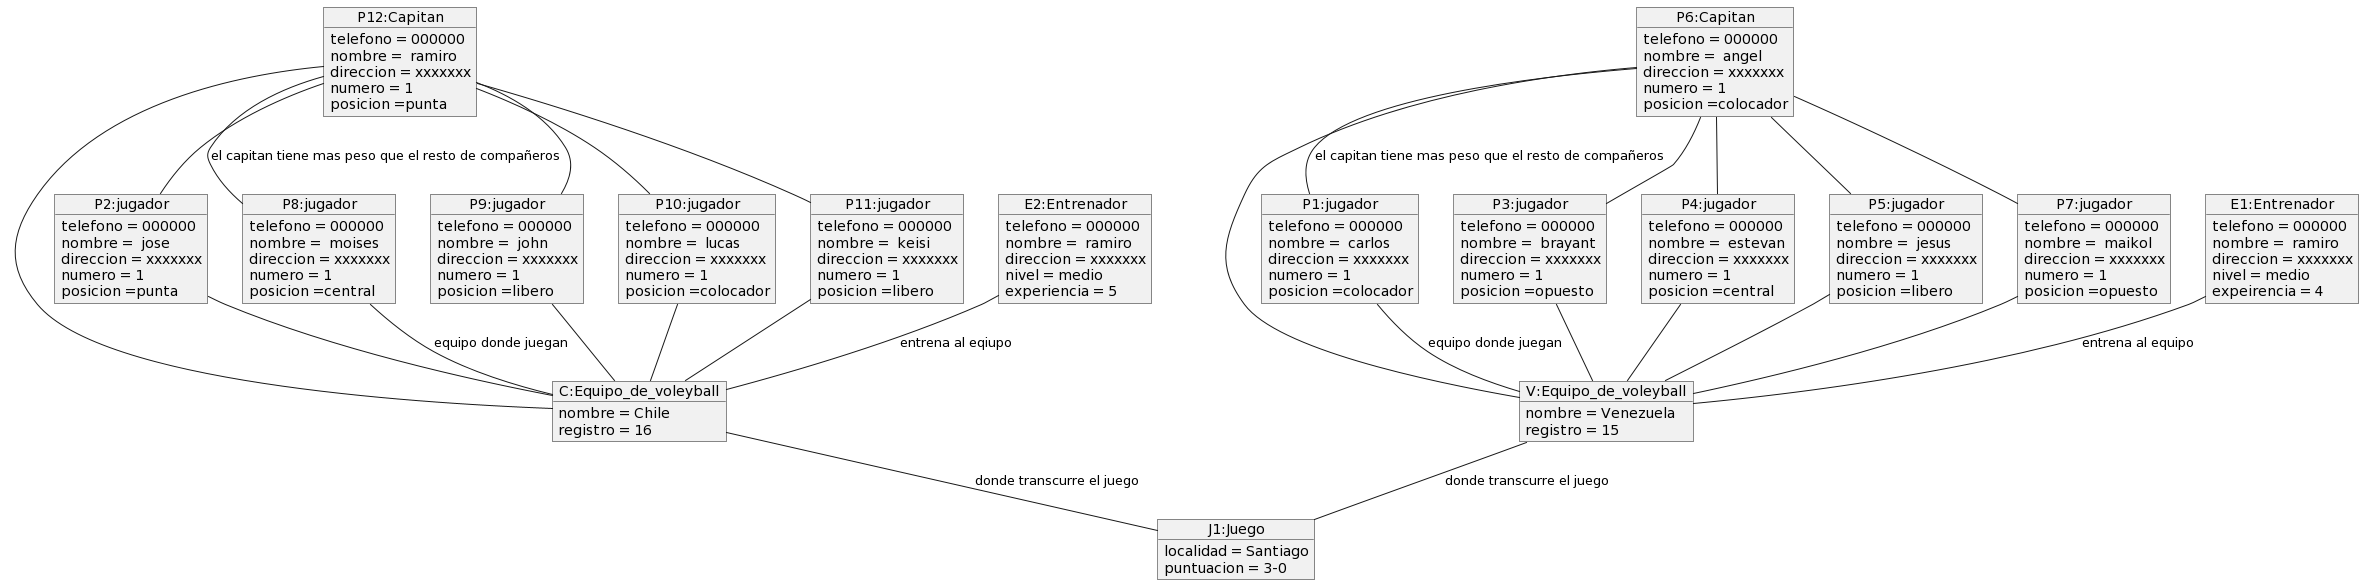 P12:Capitan
telefono = 000000
nombre =  ramiro
direccion = xxxxxxx
numero = 1
posicion =punta
P6:Capitan
telefono = 000000
nombre =  angel
direccion = xxxxxxx
numero = 1
posicion =colocador
el capitan tiene mas peso que el resto de compañeros
el capitan tiene mas peso que el resto de compañeros
P2:jugador
telefono = 000000
nombre =  jose
direccion = xxxxxxx
numero = 1
posicion =punta
P8:jugador
telefono = 000000
nombre =  moises
direccion = xxxxxxx
numero = 1
posicion =central
P9:jugador
telefono = 000000
nombre =  john
direccion = xxxxxxx
numero = 1
posicion =libero
P10:jugador
telefono = 000000
nombre =  lucas
direccion = xxxxxxx
numero = 1
posicion =colocador
P11:jugador
telefono = 000000
nombre =  keisi
direccion = xxxxxxx
numero = 1
posicion =libero
E2:Entrenador
telefono = 000000
nombre =  ramiro
direccion = xxxxxxx
nivel = medio
experiencia = 5
P1:jugador
telefono = 000000
nombre =  carlos
direccion = xxxxxxx
numero = 1
posicion =colocador
P3:jugador
telefono = 000000
nombre =  brayant
direccion = xxxxxxx
numero = 1
posicion =opuesto
P4:jugador
telefono = 000000
nombre =  estevan
direccion = xxxxxxx
numero = 1
posicion =central
P5:jugador
telefono = 000000
nombre =  jesus
direccion = xxxxxxx
numero = 1
posicion =libero
P7:jugador
telefono = 000000
nombre =  maikol
direccion = xxxxxxx
numero = 1
posicion =opuesto
E1:Entrenador
telefono = 000000
nombre =  ramiro
direccion = xxxxxxx
nivel = medio
expeirencia = 4
equipo donde juegan
entrena al eqiupo
equipo donde juegan
entrena al equipo
C:Equipo_de_voleyball
nombre = Chile
registro = 16
V:Equipo_de_voleyball
nombre = Venezuela
registro = 15
donde transcurre el juego
donde transcurre el juego
J1:Juego
localidad = Santiago
puntuacion = 3-0